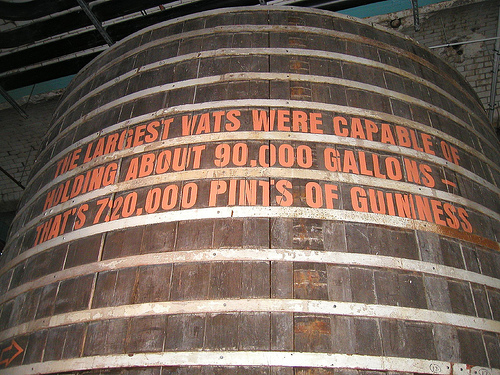 THE LARGEST VATS WERE CAPABLE OF
HOLDING ABOUT 90,000 GALLONS –
THAT'S 720,000 PINTS OF GUINNESS